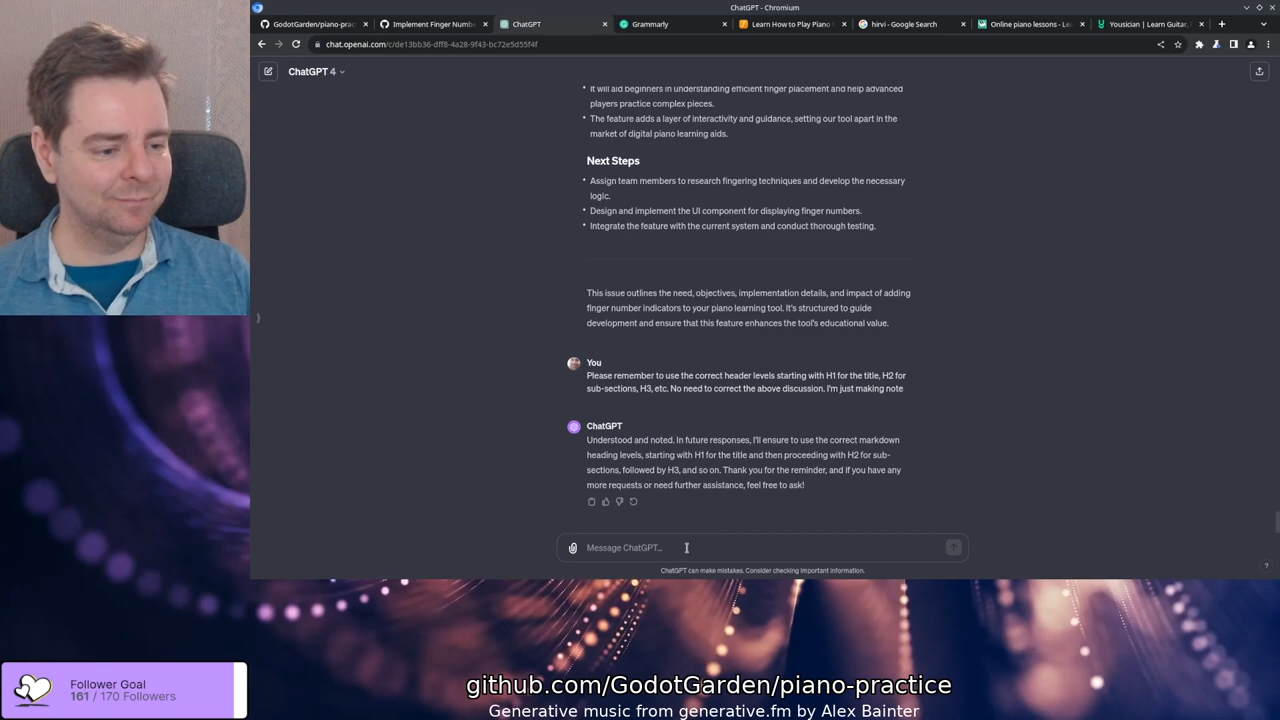 ChatGPT - Chromium
GodotGarden/piano-prac
Implement Finger Numb
ChatGPT
Grammarly
Learn How to Play Piano
hirvi - Google Search
Online piano lessons - Le
Yousician | Learn Guitar,
chat.openai.com/c/de13bb36-dff8-4a28-9f43-bc72e5d55f4f
ChatGPT 4
It will aid beginners in understanding efficient finger placement and help advanced
players practice complex pieces.
The feature adds a layer of interactivity and guidance, setting our tool apart in the
market of digital piano learning aids.
Next Steps
Assign team members to research fingering techniques and develop the necessary
logic.
Design and implement the UI component for displaying finger numbers.
Integrate the feature with the current system and conduct thorough testing.
This issue outlines the need, objectives, implementation details, and impact of adding
finger number indicators to your piano learning tool. It's structured to guide
development and ensure that this feature enhances the tool's educational value.
You
Please remember to use the correct header levels starting with H1 for the title, H2 for
sub-sections, H3, etc. No need to correct the above discussion. I'm just making note
ChatGPT
Understood and noted. In future responses, I'll ensure to use the correct markdown
heading levels, starting with H1 for the title and then proceeding with H2 for sub-
sections, followed by H3, and so on. Thank you for the reminder, and if you have any
more requests or need further assistance, feel free to ask!
Message ChatGPT...
ChatGPT can make mistakes. Consider checking important information.
?
Follower Goal
161 / 170 Followers
github.com/GodotGarden/piano-practice
Generative music from generative.fm by Alex Bainter